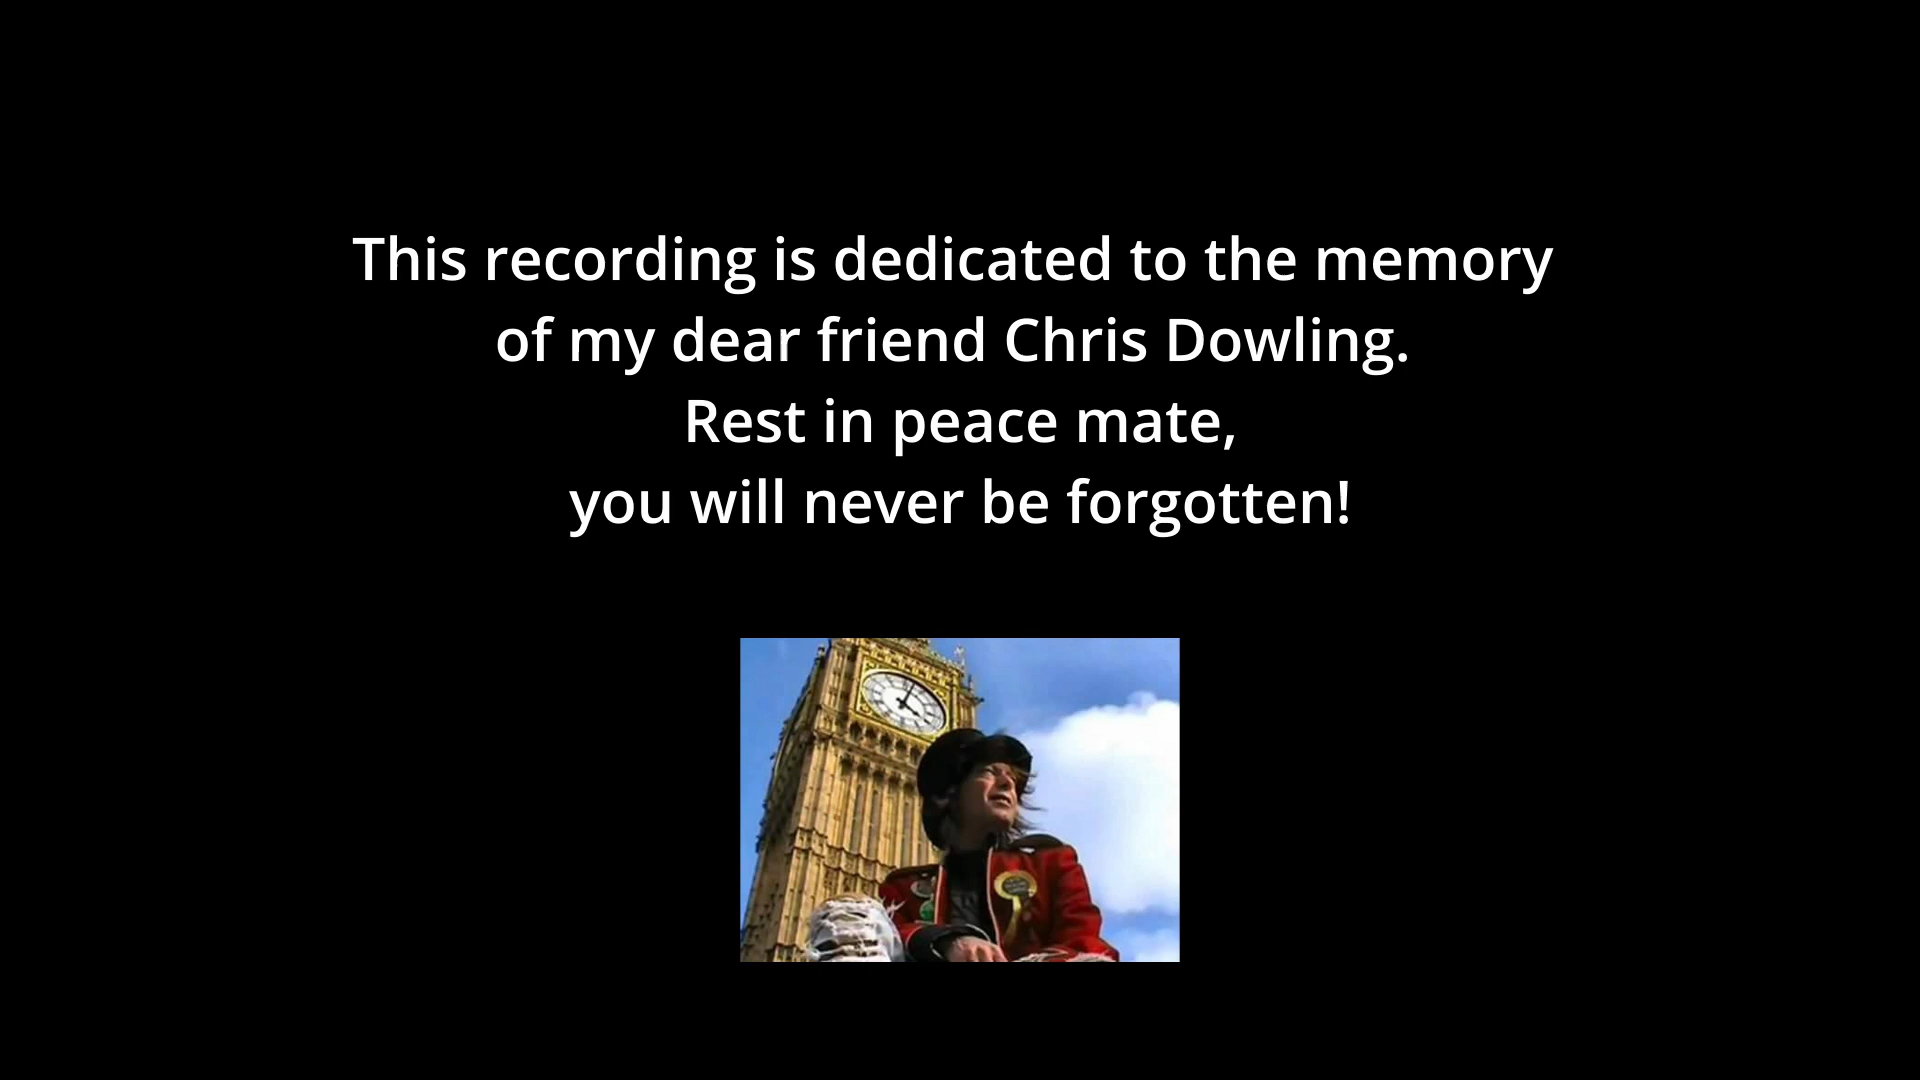 This recording is dedicated to the memory
of my dear friend Chris Dowling.
Rest in peace mate,
you will never be forgotten!